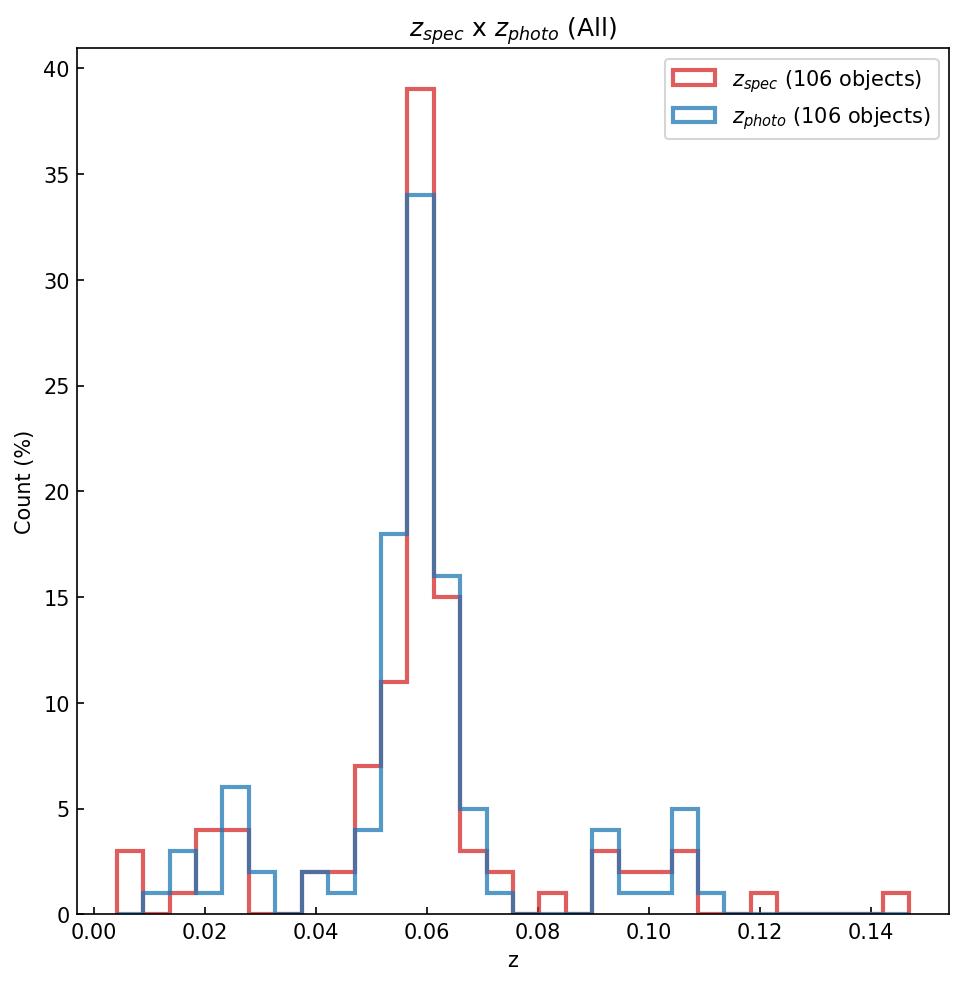 z_spec x z_photo (All)
z_spec (106 objects)
z_photo (106 objects)
Count (%)
40
35
30
25
20
15
10
5
0
0.00 0.02 0.04 0.06 0.08 0.10 0.12 0.14
z